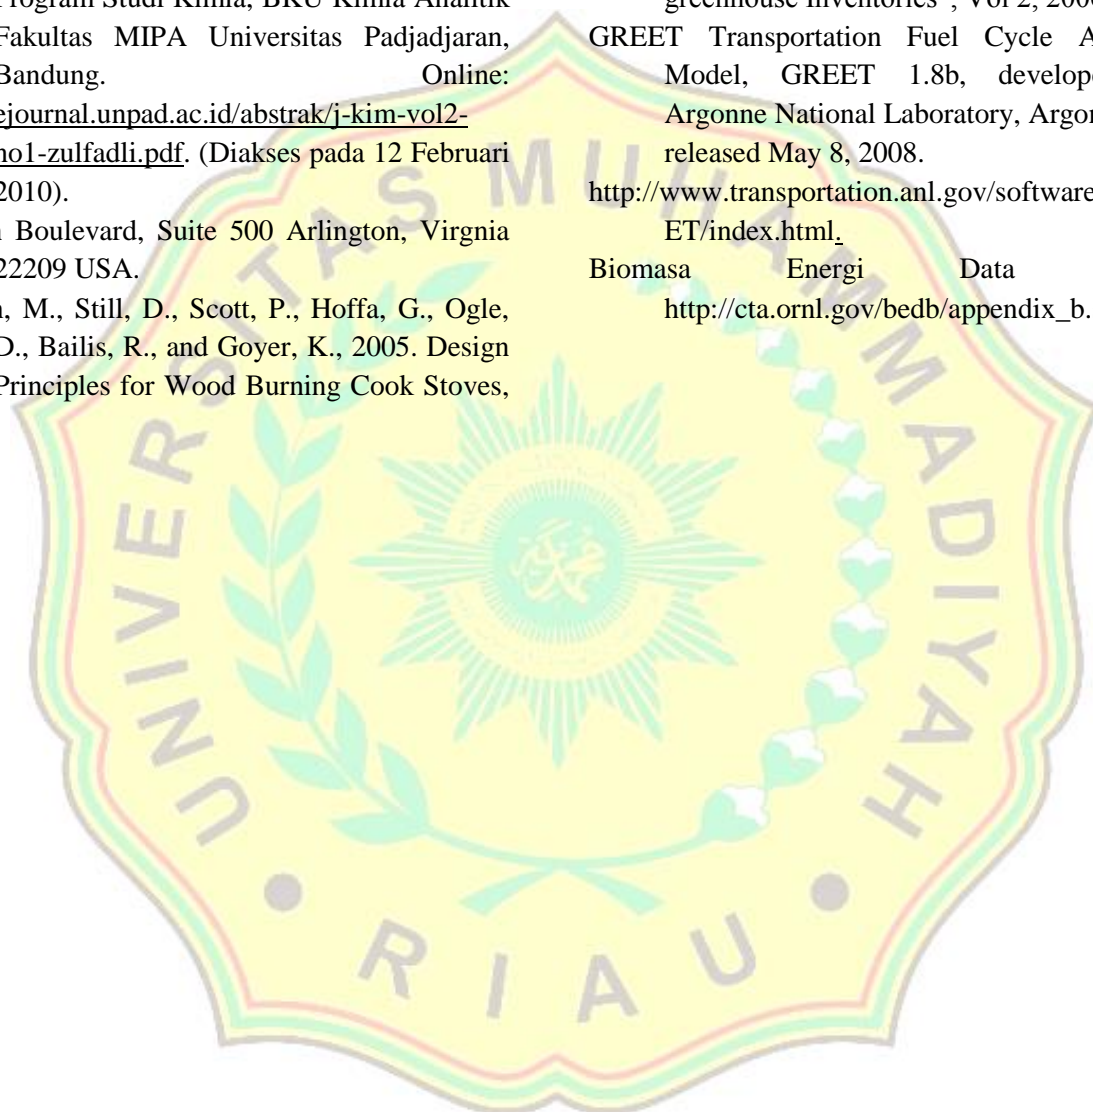 Program Studi Kimia, BKU Kimia Analitik
Fakultas MIPA Universitas Padjadjaran,
Bandung. Online:
ejournal.unpad.ac.id/abstrak/j-kim-vol2-
no1-zulfadli.pdf. (Diakses pada 12 Februari
2010).
Boulevard, Suite 500 Arlington, Virgnia
22209 USA.
M., Still, D., Scott, P., Hoffa, G., Ogle,
D., Bailis, R., and Goyer, K., 2005. Design
Principles for Wood Burning Cook Stoves,
greenhouse Inventories", Vol 2,
GREET Transportation Fuel Cycle A
Model, GREET 1.8b, develope
Argonne National Laboratory, Argo
released May 8, 2008.
http://www.transportation.anl.gov/software
ET/index.html.
Biomasa Energi Data
http://cta.ornl.gov/bedb/appendix_b.
UNIVERSITAS MUHAMMADIYAH
RIAU
محمد